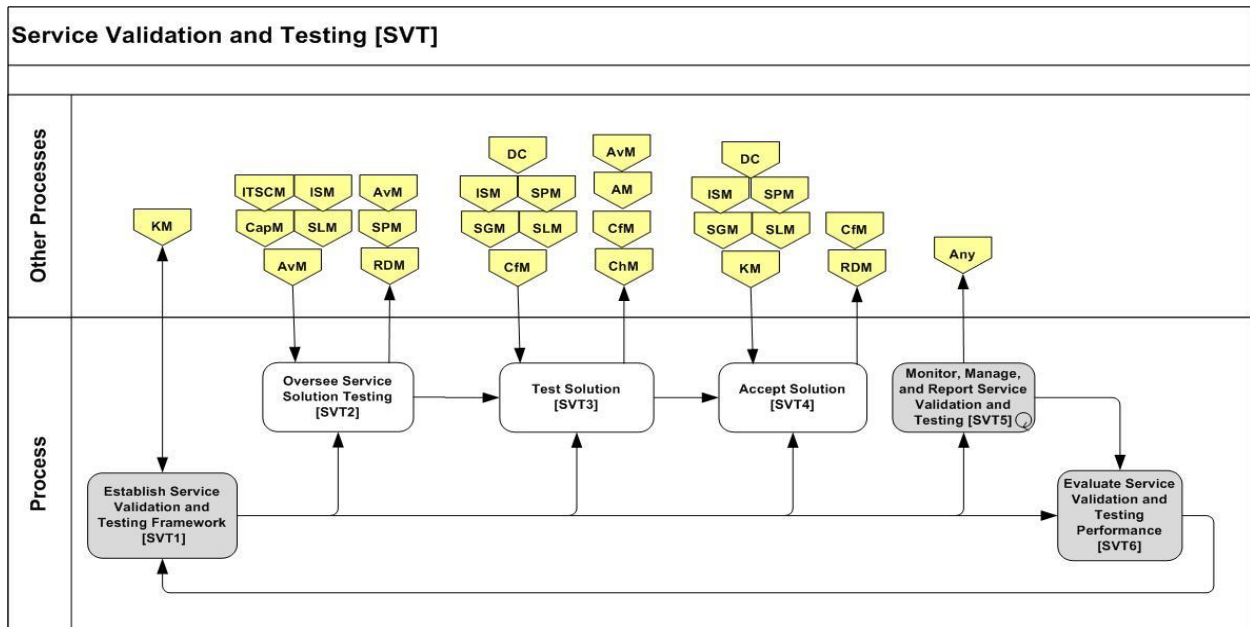 Service Validation and Testing [SVT]
Other Processes
DC
AvM
DC
ITSCM
ISM
AvM
ISM
SPM
AM
ISM
SPM
KM
CapM
SLM
SPM
SGM
SLM
CfM
SGM
SLM
CfM
Any
AvM
RDM
CfM
ChM
KM
RDM
Process
Oversee Service
Solution Testing
[SVT2]
Test Solution
[SVT3]
Accept Solution
[SVT4]
Monitor, Manage,
and Report Service
Validation and
Testing [SVT5]
Establish Service
Validation and
Testing Framework
[SVT1]
Evaluate Service
Validation and
Testing
Performance
[SVT6]